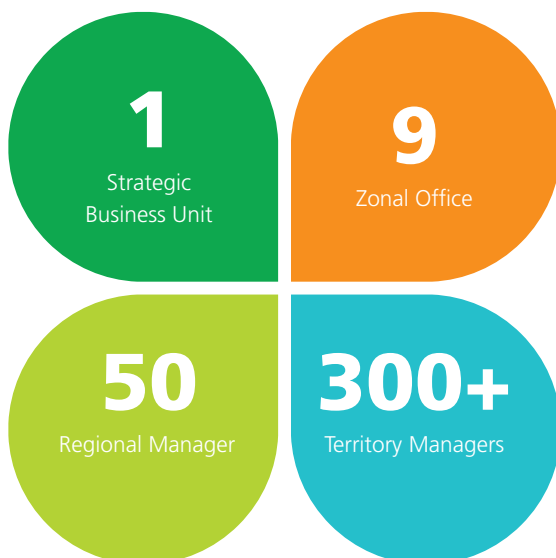 1
Strategic
Business Unit
9
Zonal Office
50
Regional Manager
300+
Territory Managers